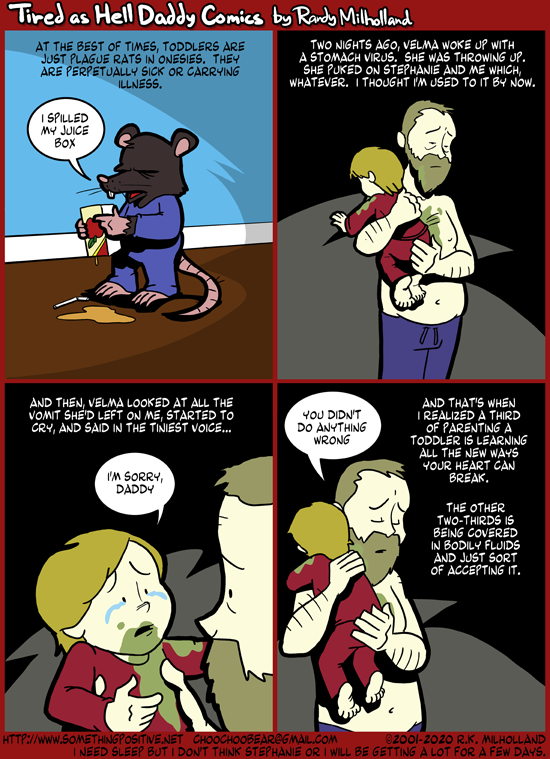 Tired as Hell Daddy Comics by Randy Milholland
AT THE BEST OF TIMES, TODDLERS ARE
JUST PLAGUE RATS IN ONESIES. THEY
ARE PERPETUALLY SICK OR CARRYING
ILLNESS.
I SPILLED
MY JUICE
BOX
TWO NIGHTS AGO, VELMA WOKE UP WITH
A STOMACH VIRUS. SHE WAS THROWING UP.
SHE PUKED ON STEPHANIE AND ME WHICH,
WHATEVER. I THOUGHT I'M USED TO IT BY NOW.
AND THEN, VELMA LOOKED AT ALL THE
VOMIT SHE'D LEFT ON ME, STARTED TO
CRY, AND SAID IN THE TINIEST VOICE...
I'M SORRY,
DADDY
YOU DIDN'T
DO ANYTHING
WRONG
AND THAT'S WHEN
I REALIZED A THIRD
OF PARENTING A
TODDLER IS LEARNING
ALL THE NEW WAYS
YOUR HEART CAN
BREAK.
THE OTHER
TWO-THIRDS IS
BEING COVERED
IN BODILY FLUIDS
AND JUST SORT
OF ACCEPTING IT.
HTTP://WWW.SOMETHINGPOSITIVE.NET CHOOCHOOBEAR@GMAIL.COM ©2001-2020 R.K. MILHOLLAND
I NEED SLEEP BUT I DON'T THINK STEPHANIE OR I WILL BE GETTING A LOT FOR A FEW DAYS.